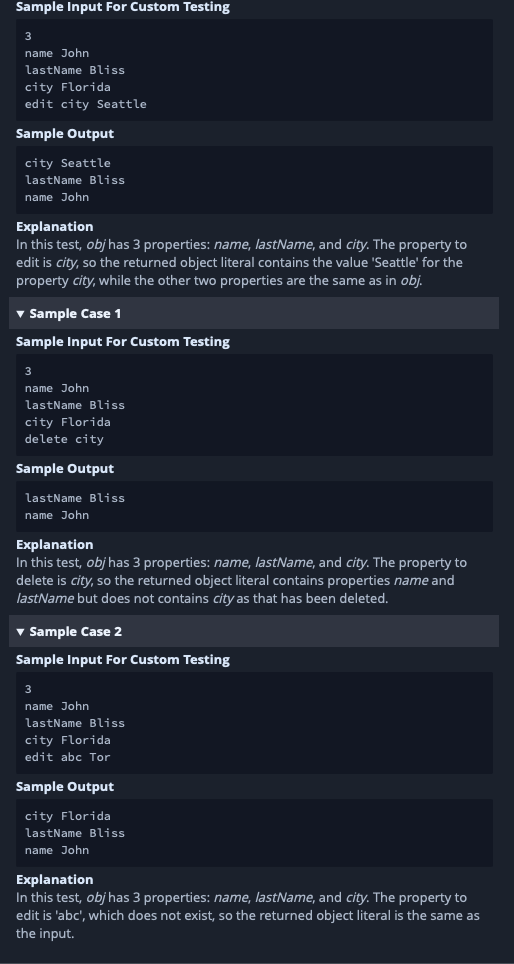 Sample Input For Custom Testing
3
name John
lastName Bliss
city Florida
edit city Seattle
Sample Output
city Seattle
lastName Bliss
name John
Explanation
In this test, obj has 3 properties: name, lastName, and city. The property to
edit is city, so the returned object literal contains the value 'Seattle' for the
property city, while the other two properties are the same as in obj.
▼ Sample Case 1
Sample Input For Custom Testing
3
name John
lastName Bliss
city Florida
delete city
Sample Output
lastName Bliss
name John
Explanation
In this test, obj has 3 properties: name, lastName, and city. The property to
delete is city, so the returned object literal contains properties name and
lastName but does not contains city as that has been deleted.
▼ Sample Case 2
Sample Input For Custom Testing
3
name John
lastName Bliss
city Florida
edit abc Tor
Sample Output
city Florida
lastName Bliss
name John
Explanation
In this test, obj has 3 properties: name, lastName, and city. The property to
edit is 'abc', which does not exist, so the returned object literal is the same as
the input.